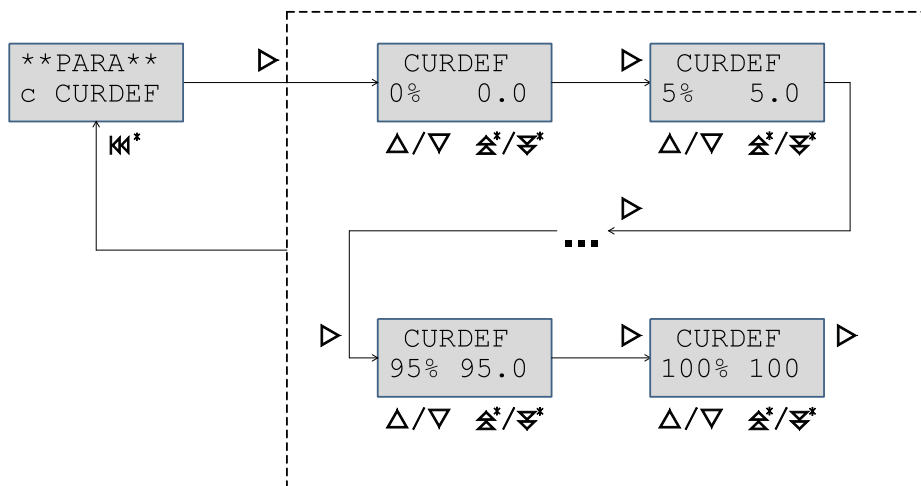 **PARA**
c CURDEF
CURDEF
0% 0.0
CURDEF
5% 5.0
*
/ */*
/ */*
...
CURDEF
95% 95.0
CURDEF
100% 100
/ */*
/ */*